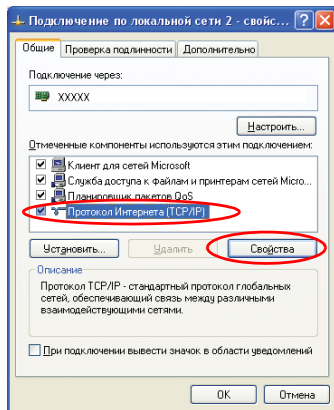 Подключение по локальной сети 2 - свойс...
Общие Проверка подлинности Дополнительно
Подключение через:
XXXXX
Настроить...
Отмеченные компоненты используются этим подключением:
Клиент для сетей Microsoft
Служба доступа к файлам и принтерам сетей Micro...
Планировщик пакетов QoS
Протокол Интернета (TCP/IP)
Установить... Удалить Свойства
Описание
Протокол TCP/IP - стандартный протокол глобальных
сетей, обеспечивающий связь между различными
взаимодействующими сетями.
При подключении вывести значок в области уведомлений
OK Отмена